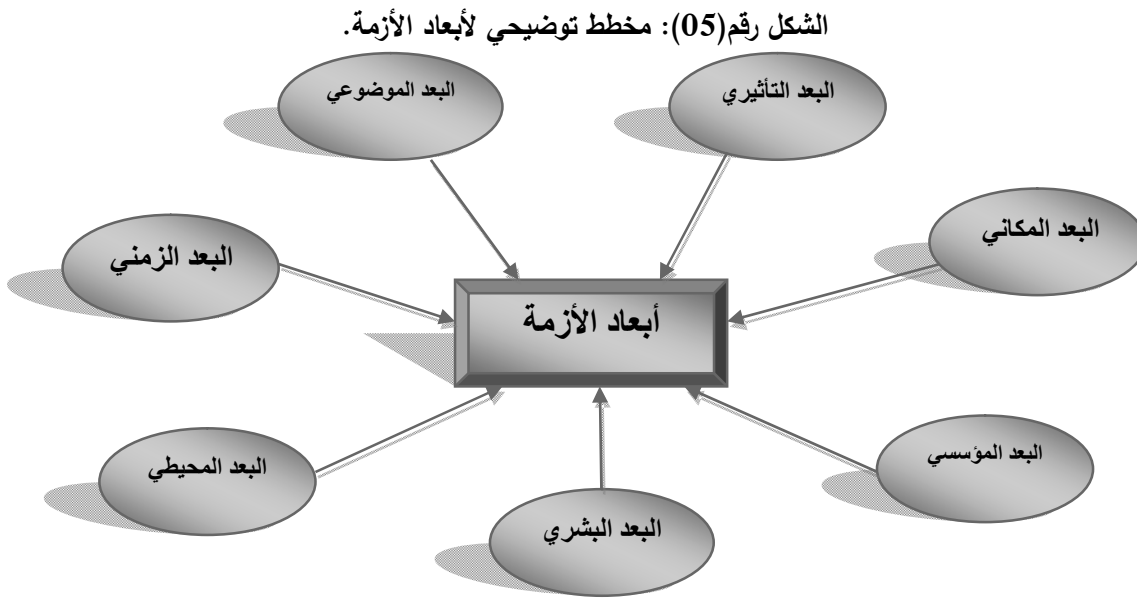 الشكل رقم(05): مخطط توضيحي لأبعاد الأزمة.
البعد التأثيري
البعد الموضوعي
البعد المكاني
البعد الزمني
أبعاد الأزمة
البعد المؤسسي
البعد المحيطي
البعد البشري